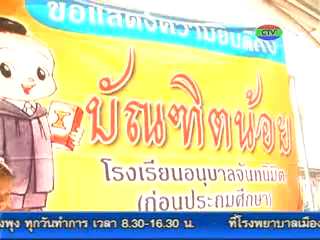 ขอแสดงความยินดีกับ
CTV
บัณฑิตน้อย
โรงเรียนอนุบาลจันทนิมิต
(ก่อนประถมศึกษา)
ทุกวันทำการ เวลา 8.30-16.30 น. ที่โรงพยาบาลเมือง